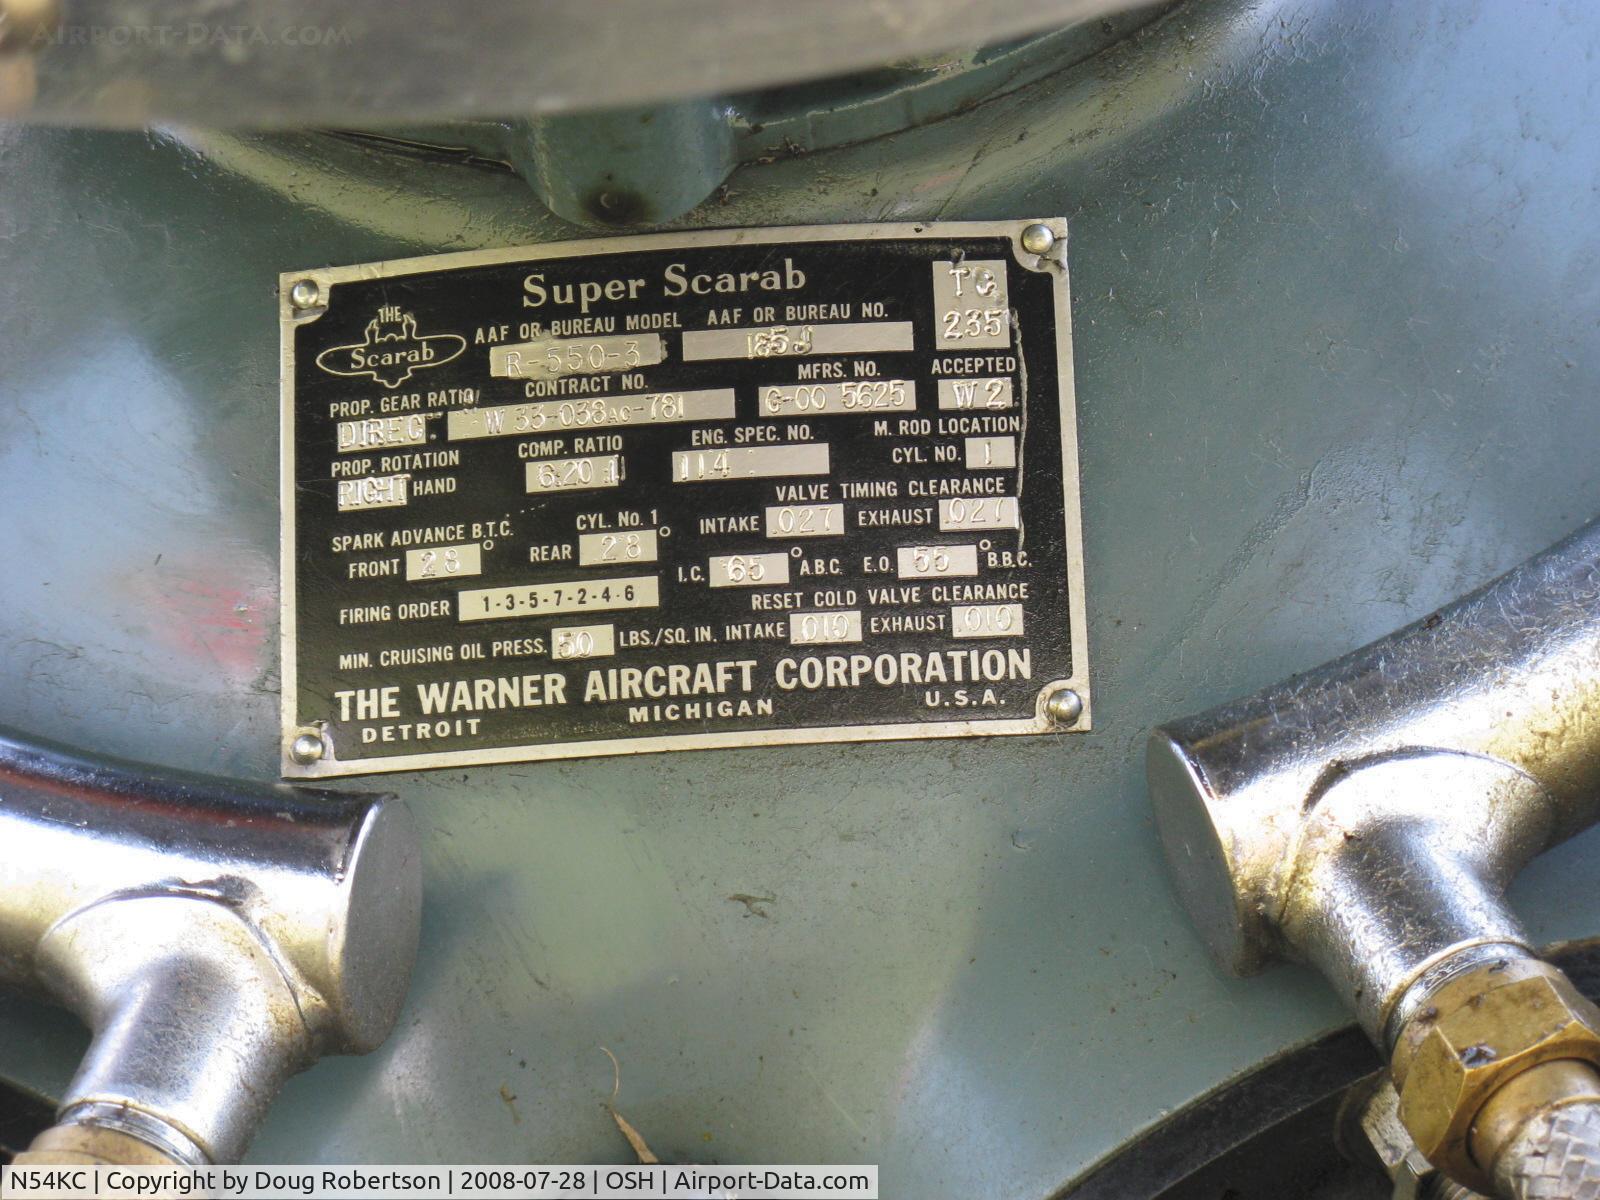 AIRPORT-DATA.COM
Super Scarab
THE
Scarab
AAF OR BUREAU MODEL AAF OR BUREAU NO. TC
R-550-3 185J 235
PROP. GEAR RATIO CONTRACT NO. MFRS. NO. ACCEPTED
DIREC. W 33-038 AC-781 C-00 5625 W 2
PROP. ROTATION COMP. RATIO ENG. SPEC. NO. M. ROD LOCATION
RIGHT HAND 6.20 1 114 CYL. NO. 1
VALVE TIMING CLEARANCE
SPARK ADVANCE B.T.C. CYL. No. 1 INTAKE .027 EXHAUST .027
FRONT 28° REAR 28° I.C. 65° A.B.C. E.O. 55° B.B.C.
FIRING ORDER 1-3-5-7-2-4-6 RESET COLD VALVE CLEARANCE
MIN. CRUISING OIL PRESS. 50 LBS./SQ. IN. INTAKE .010 EXHAUST .010
THE WARNER AIRCRAFT CORPORATION
DETROIT MICHIGAN U.S.A.
N54KC | Copyright by Doug Robertson | 2008-07-28 | OSH | Airport-Data.com